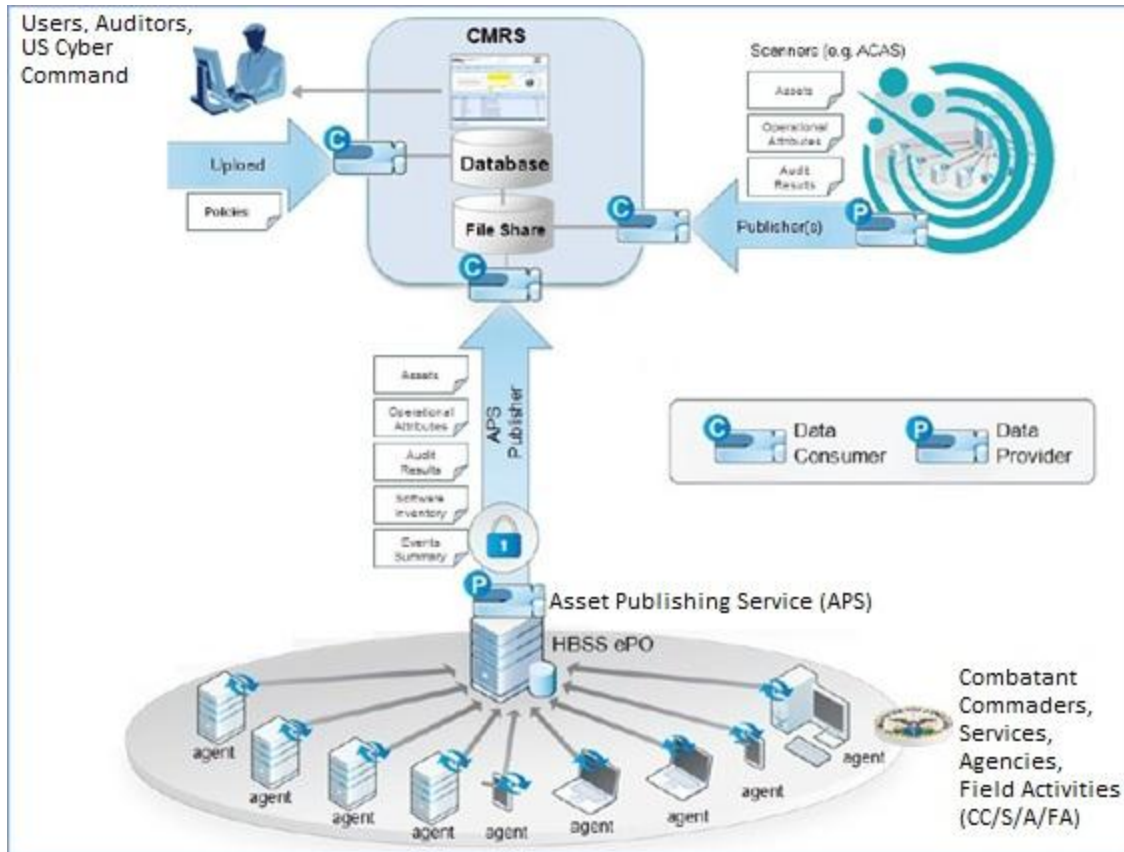 Users, Auditors,
US Cyber
Command
CMRS
Database
File Share
C
Upload
Policies
C
C
Scanners (e.g. ACAS)
Assets
Operational
Attributes
Audit
Results
Publisher(s)
P
Assets
Operational
Attributes
Audit
Results
Software
Inventory
Events
Summary
APS
Publisher
1
C
Data
Consumer
P
Data
Provider
P
Asset Publishing Service (APS)
HBSS ePO
agent
agent
agent
agent
agent
agent
agent
agent
agent
Combatant
Commaders,
Services,
Agencies,
Field Activities
(CC/S/A/FA)